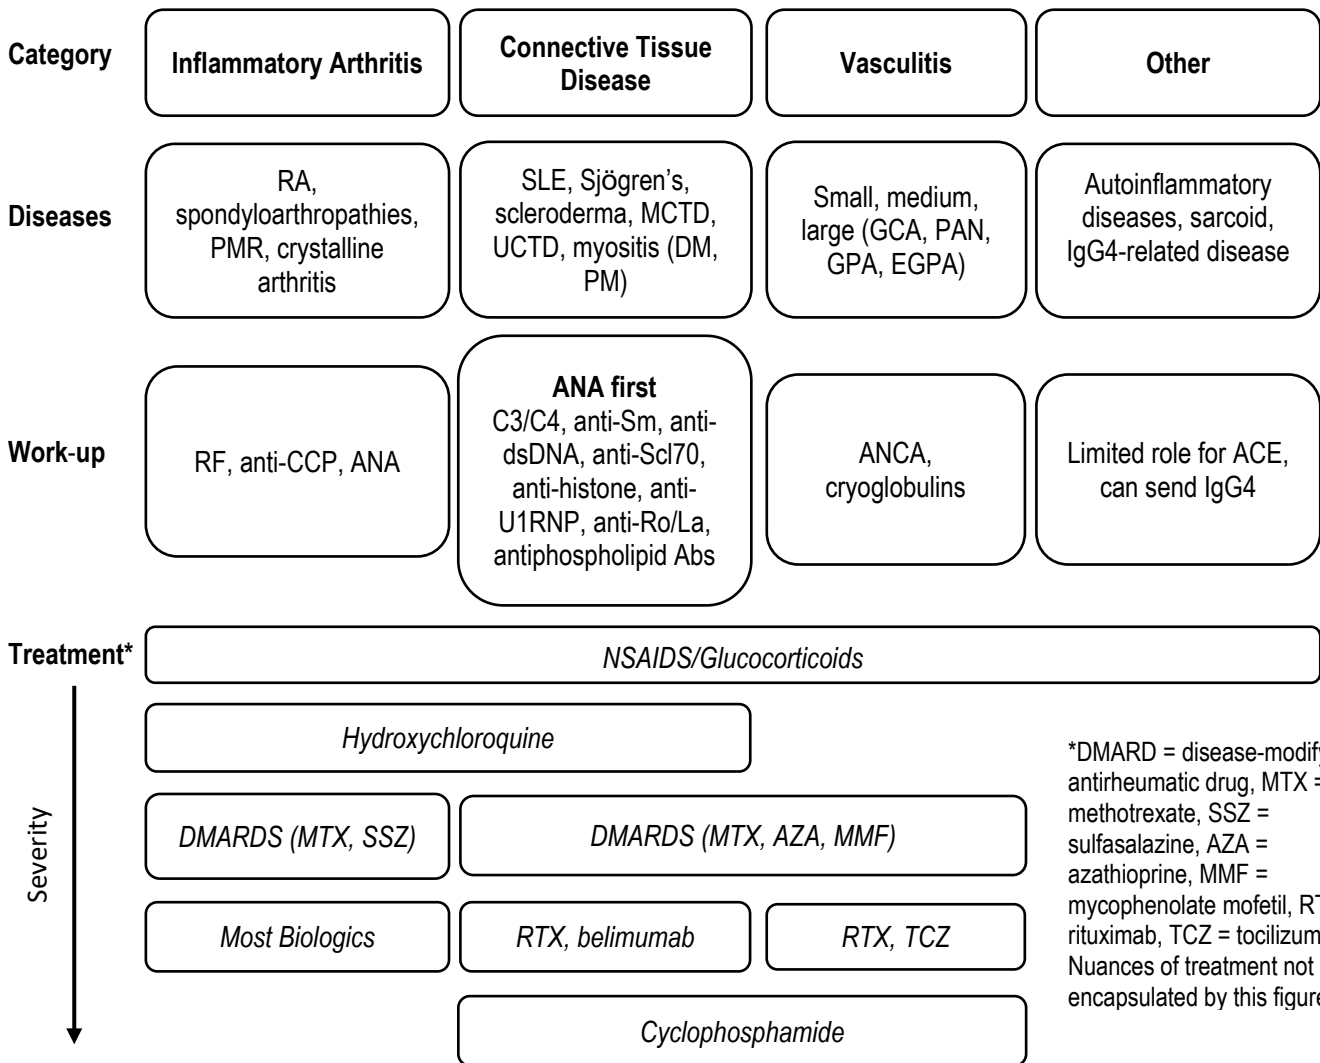 Category
Inflammatory Arthritis
Connective Tissue
Disease
Vasculitis
Other
Diseases
RA,
spondyloarthropathies,
PMR, crystalline
arthritis
SLE, Sjögren's,
scleroderma, MCTD,
UCTD, myositis (DM,
PM)
Small, medium,
large (GCA, PAN,
GPA, EGPA)
Autoinflammatory
diseases, sarcoid,
IgG4-related disease
Work-up
RF, anti-CCP, ANA
ANA first
C3/C4, anti-Sm, anti-
dsDNA, anti-Scl70,
anti-histone, anti-
U1RNP, anti-Ro/La,
antiphospholipid Abs
ANCA,
cryoglobulins
Limited role for ACE,
can send IgG4
Treatment*
NSAIDS/Glucocorticoids
Severity
Hydroxychloroquine
DMARDS (MTX, SSZ)
DMARDS (MTX, AZA, MMF)
Most Biologics
RTX, belimumab
RTX, TCZ
Cyclophosphamide
*DMARD = disease-modify
antirheumatic drug, MTX =
methotrexate, SSZ =
sulfasalazine, AZA =
azathioprine, MMF =
mycophenolate mofetil, RT
rituximab, TCZ = tocilizum
Nuances of treatment not
encapsulated by this figure